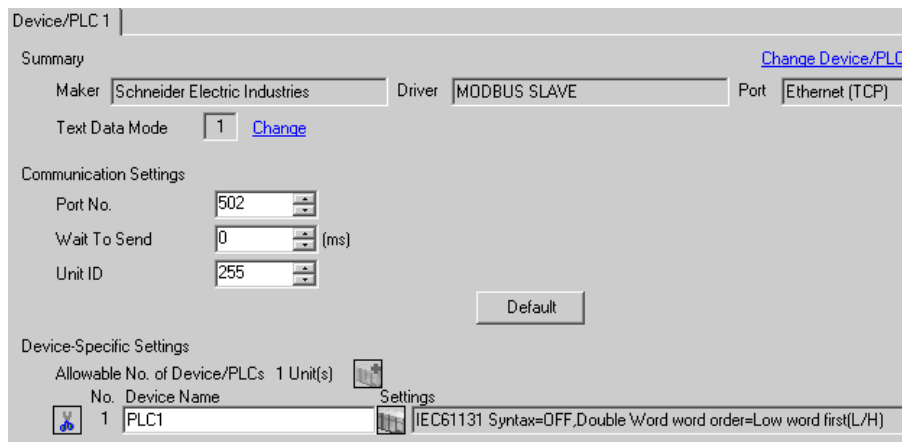 Device/PLC 1
Summary
Change Device/PLC
Maker Schneider Electric Industries Driver MODBUS SLAVE Port Ethernet (TCP)
Text Data Mode 1 Change
Communication Settings
Port No. 502
Wait To Send 0 (ms)
Unit ID 255
Default
Device-Specific Settings
Allowable No. of Device/PLCs 1 Unit(s)
No. Device Name Settings
1 PLC1 IEC61131 Syntax=OFF,Double Word word order=Low word first(L/H)